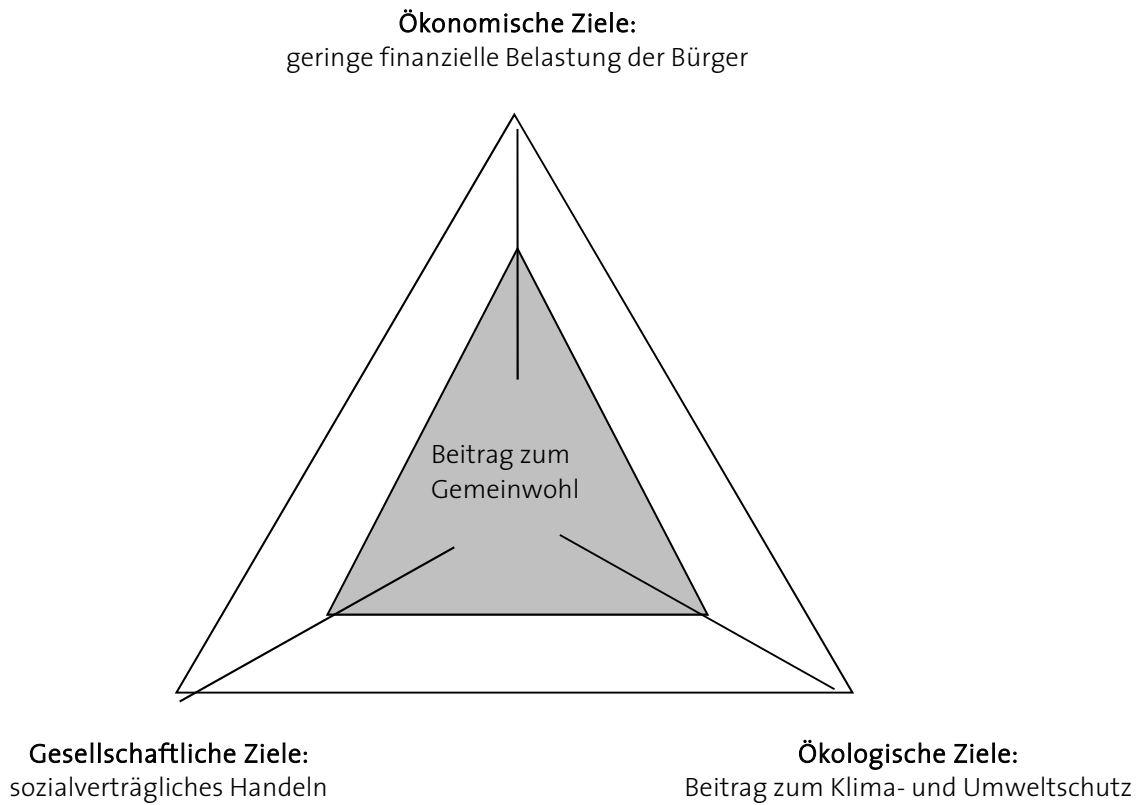 Ökonomische Ziele:
geringe finanzielle Belastung der Bürger
Beitrag zum
Gemeinwohl
Gesellschaftliche Ziele:
sozialverträgliches Handeln
Ökologische Ziele:
Beitrag zum Klima- und Umweltschutz